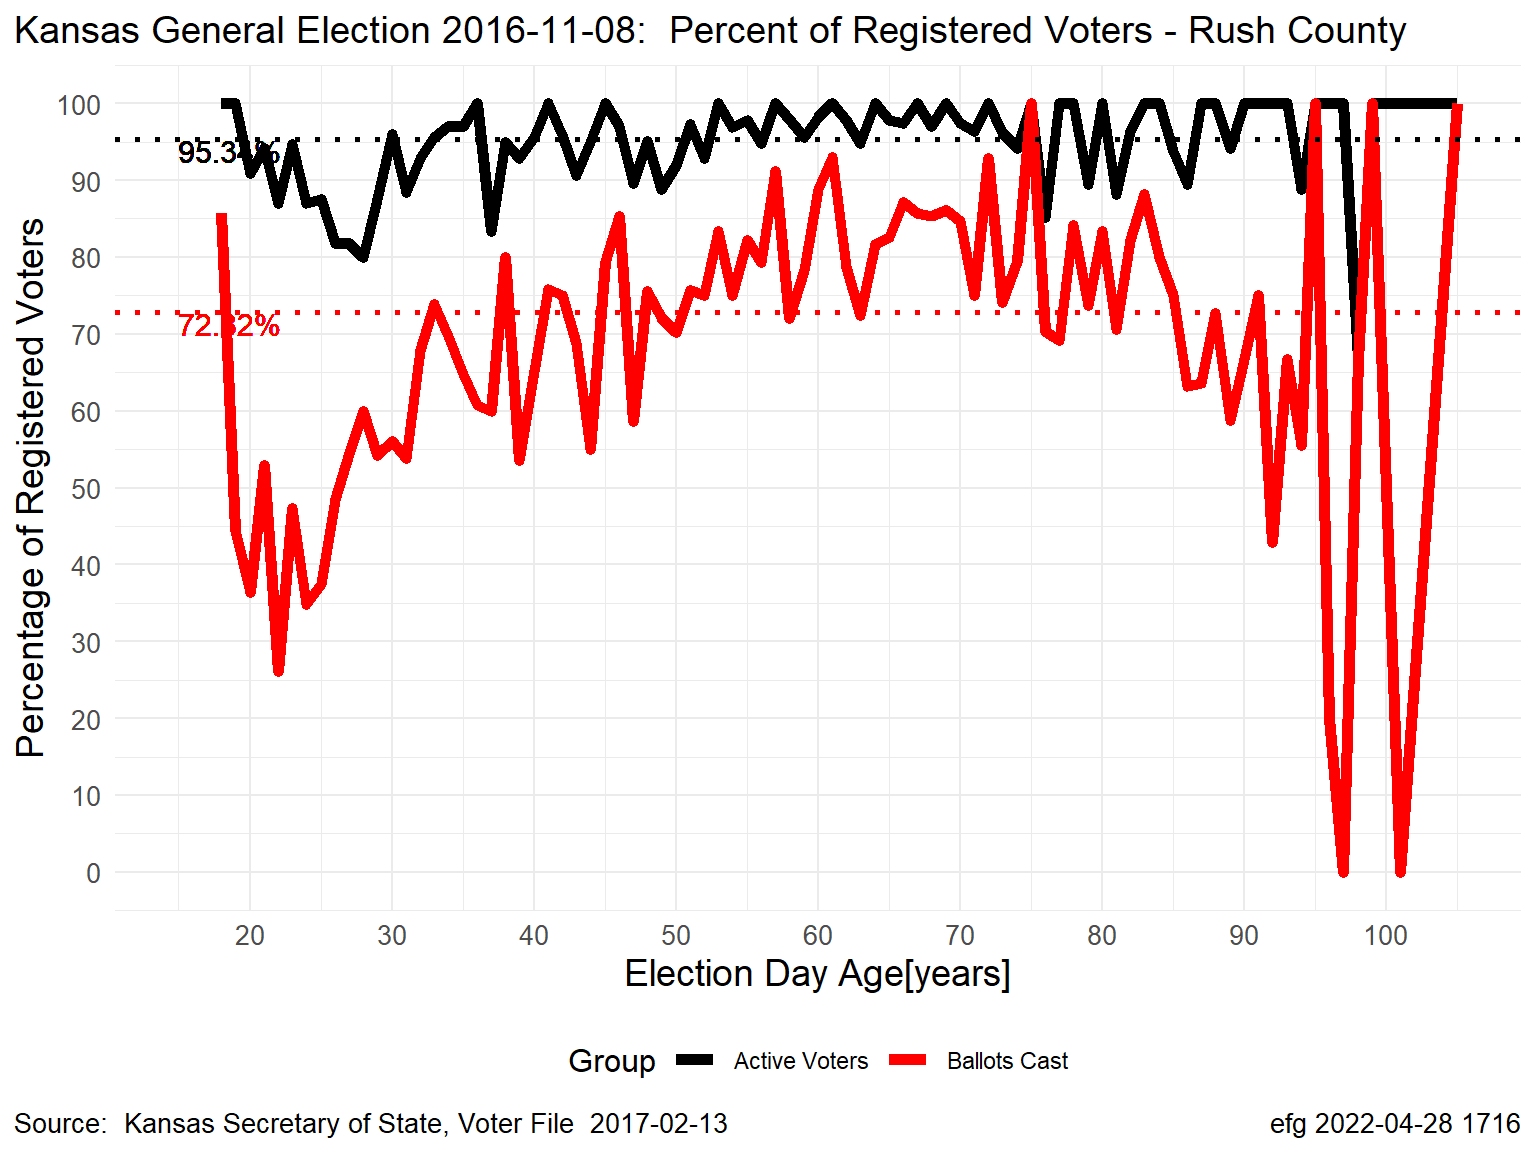 Kansas General Election 2016-11-08:  Percent of Registered Voters - Rush County
Percentage of Registered Voters
100
90
80
70
60
50
40
30
20
10
0
72.82%
20 30 40 50 60 70 80 90 100
Election Day Age[years]
Group Active Voters Ballots Cast
Source:  Kansas Secretary of State, Voter File  2017-02-13
efg 2022-04-28 1716